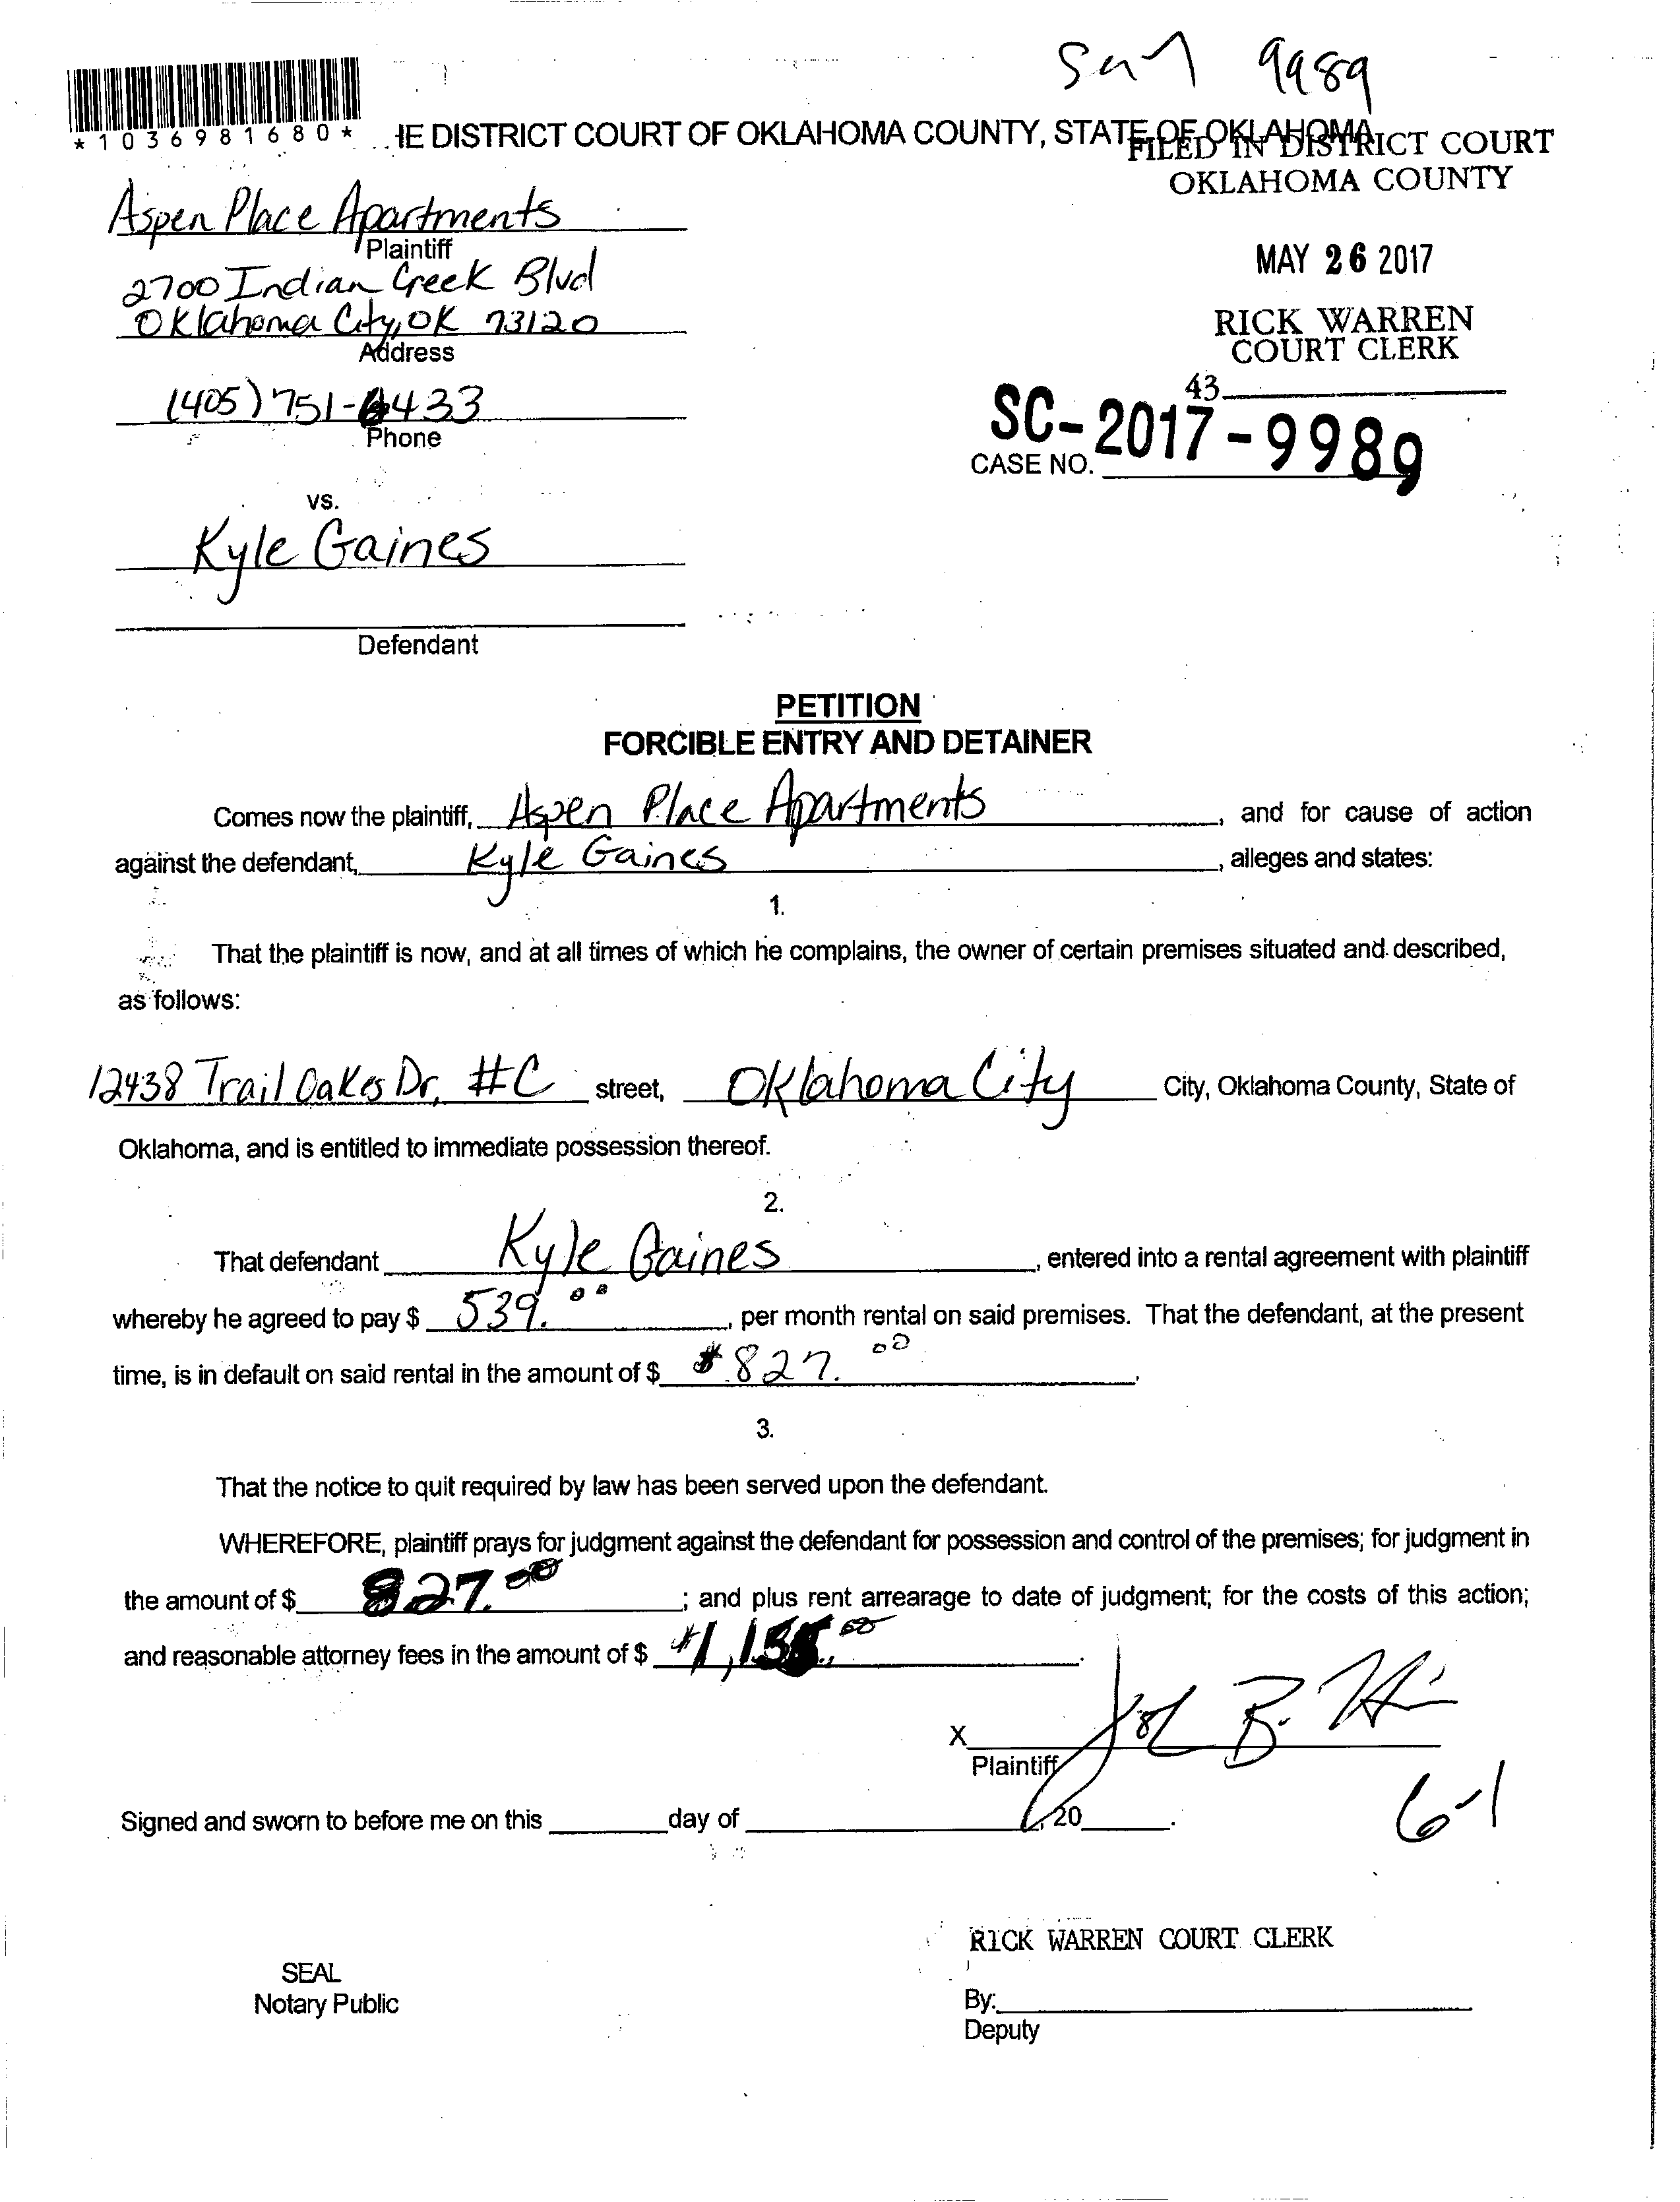 9989
*1036981680* HE DISTRICT COURT OF OKLAHOMA COUNTY, STATE OF OKLAHOMA
FILED IN DISTRICT COURT
OKLAHOMA COUNTY
Aspen Place Apartments
Plaintiff
MAY 26 2017
2700 Indian Creek Blvd
Oklahoma City, OK 73120
RICK WARREN
COURT CLERK
Address
43
(405) 751-6433
Phone
SC-2017-9989
CASE NO.
vs.
Kyle Gaines
Defendant
PETITION
FORCIBLE ENTRY AND DETAINER
Comes now the plaintiff, Aspen Place Apartments, and for cause of action
against the defendant, Kyle Gaines, alleges and states:
1.
That the plaintiff is now, and at all times of which he complains, the owner of certain premises situated and described,
as follows:
12438 Trail Oaks Dr, #C street, Oklahoma City City, Oklahoma County, State of
Oklahoma, and is entitled to immediate possession thereof.
2.
That defendant Kyle Gaines, entered into a rental agreement with plaintiff
whereby he agreed to pay $ 539.00, per month rental on said premises. That the defendant, at the present
time, is in default on said rental in the amount of $ $827.00.
3.
That the notice to quit required by law has been served upon the defendant.
WHEREFORE, plaintiff prays for judgment against the defendant for possession and control of the premises; for judgment in
the amount of $ 827.00; and plus rent arrearage to date of judgment; for the costs of this action;
and reasonable attorney fees in the amount of $
X
Plaintiff
6-1
Signed and sworn to before me on this day of , 20 .
RICK WARREN COURT CLERK
SEAL
Notary Public
By:
Deputy